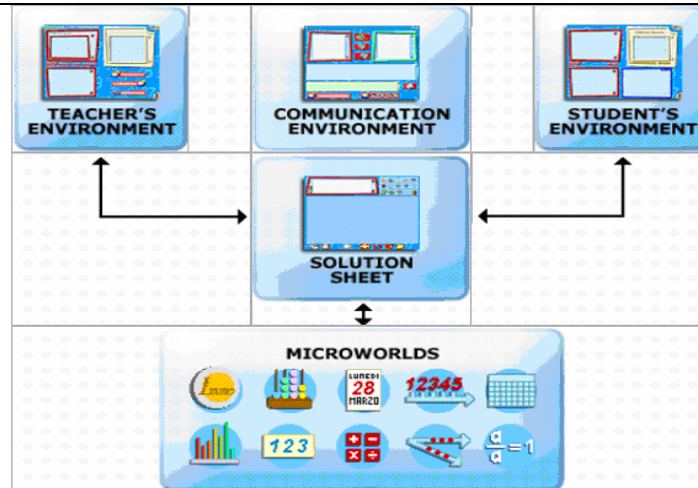 TEACHER'S
ENVIRONMENT
COMMUNICATION
ENVIRONMENT
STUDENT'S
ENVIRONMENT
SOLUTION
SHEET
MICROWORLDS
LUNEDI
28
MARZO
12345
123
+ -
× ÷
a/a = 1